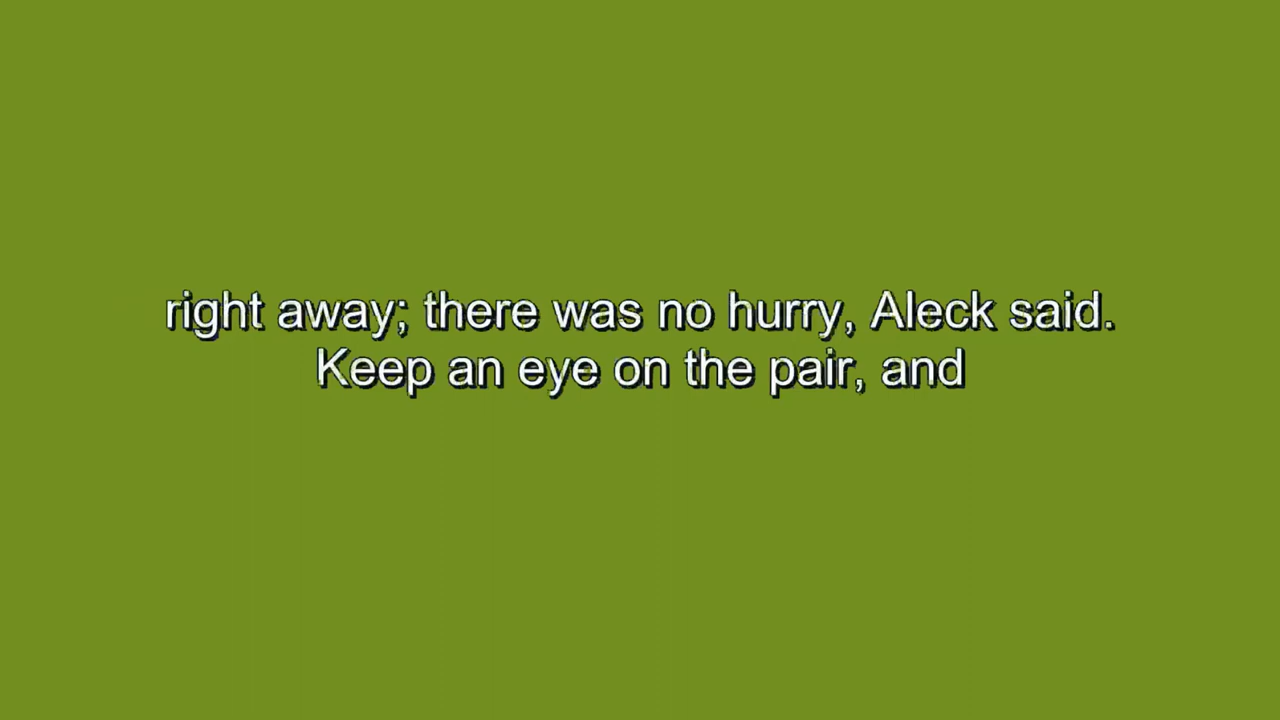 right away; there was no hurry, Aleck said.
Keep an eye on the pair, and